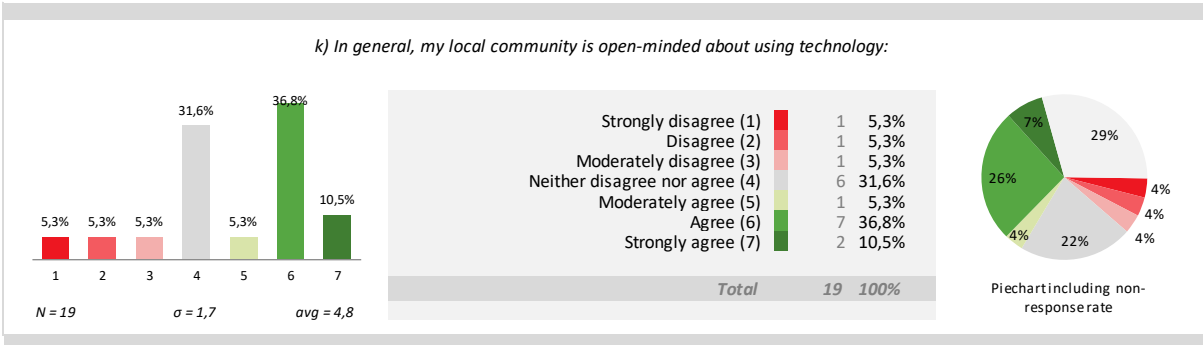 k) In general, my local community is open-minded about using technology:
5,3% 5,3% 5,3% 31,6% 5,3% 36,8% 10,5%
1 2 3 4 5 6 7
N = 19 σ = 1,7 avg = 4,8
Strongly disagree (1) 1 5,3%
Disagree (2) 1 5,3%
Moderately disagree (3) 1 5,3%
Neither disagree nor agree (4) 6 31,6%
Moderately agree (5) 1 5,3%
Agree (6) 7 36,8%
Strongly agree (7) 2 10,5%
Total 19 100%
7%
29%
26%
4%
4%
4%
4%
22%
Piechart including non-
response rate